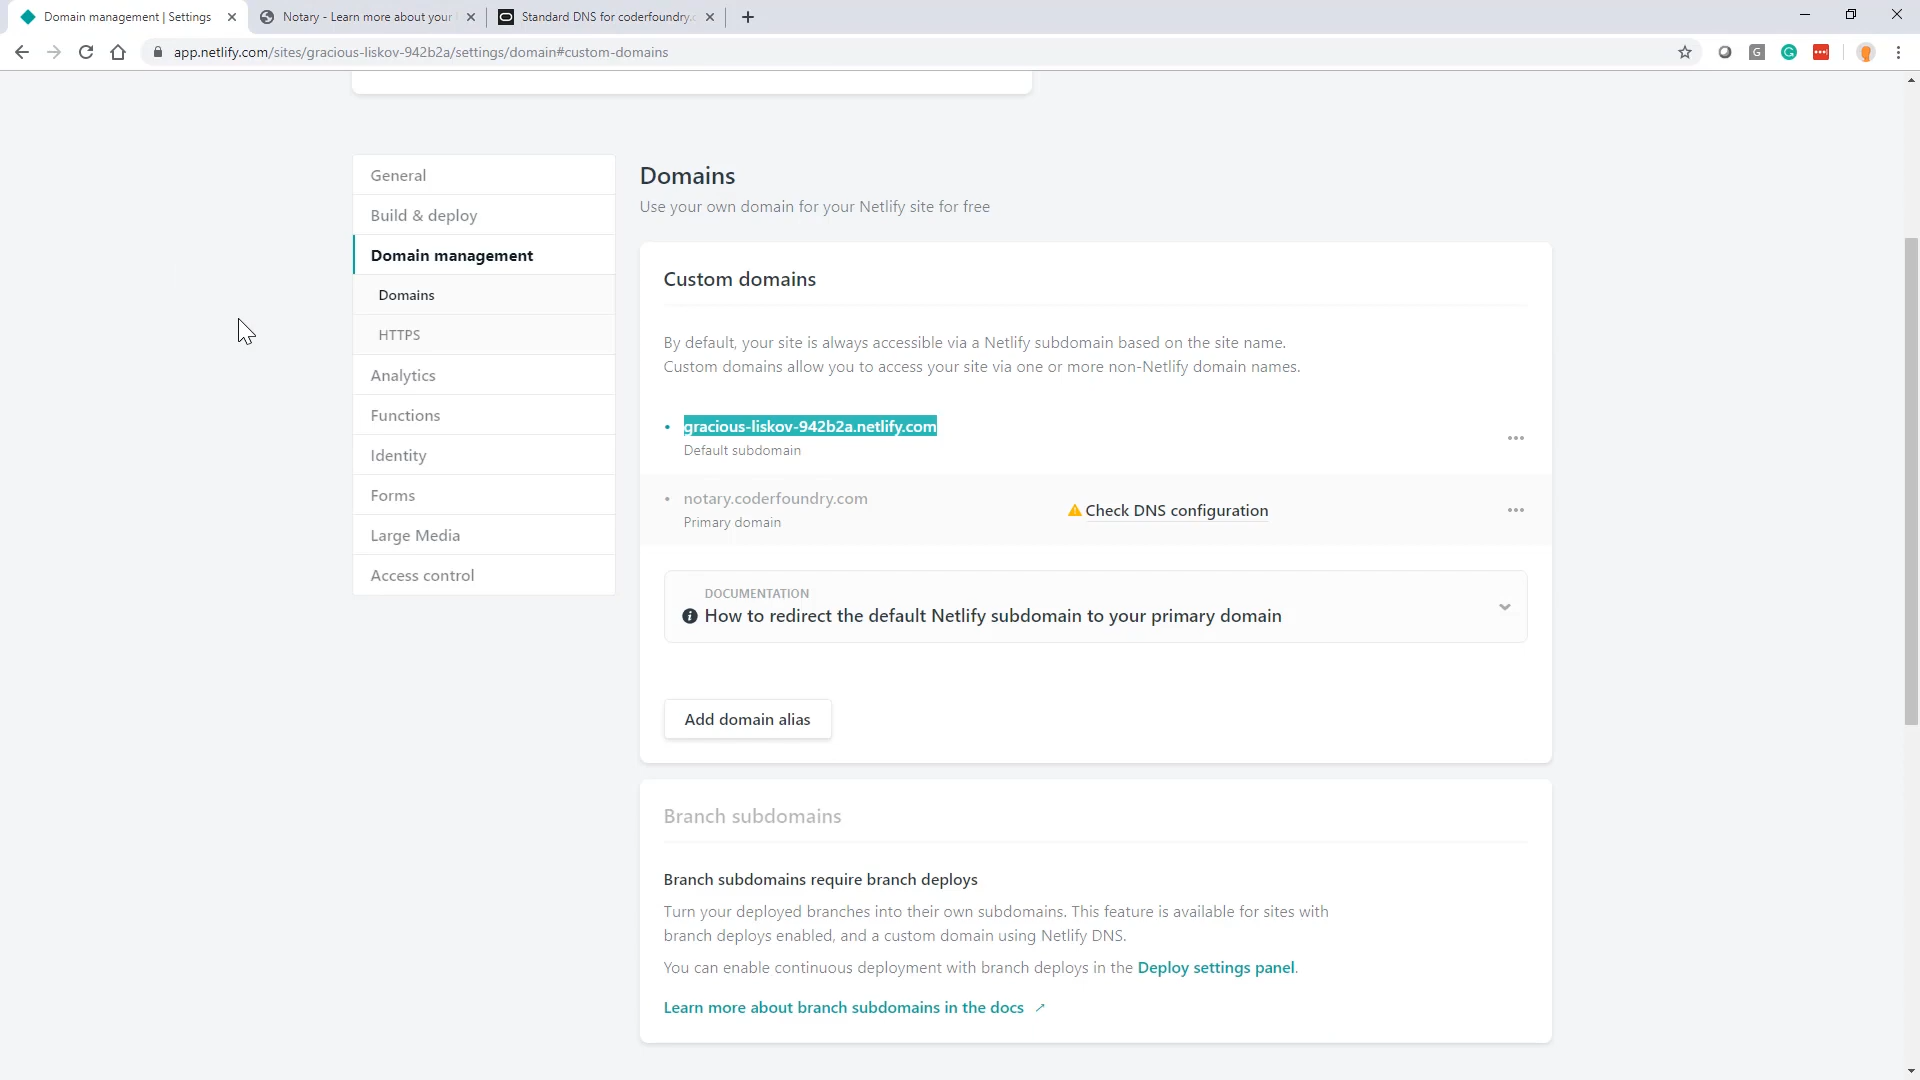 Domain management | Settings
Notary - Learn more about your
Standard DNS for coderfoundry.c
app.netlify.com/sites/gracious-liskov-942b2a/settings/domain#custom-domains
G
G
General
Build & deploy
Domain management
Domains
HTTPS
Analytics
Functions
Identity
Forms
Large Media
Access control
Domains
Use your own domain for your Netlify site for free
Custom domains
By default, your site is always accessible via a Netlify subdomain based on the site name.
Custom domains allow you to access your site via one or more non-Netlify domain names.
• gracious-liskov-942b2a.netlify.com
Default subdomain
• notary.coderfoundry.com
Primary domain
Check DNS configuration
DOCUMENTATION
How to redirect the default Netlify subdomain to your primary domain
Add domain alias
Branch subdomains
Branch subdomains require branch deploys
Turn your deployed branches into their own subdomains. This feature is available for sites with
branch deploys enabled, and a custom domain using Netlify DNS.
You can enable continuous deployment with branch deploys in the Deploy settings panel.
Learn more about branch subdomains in the docs ↗